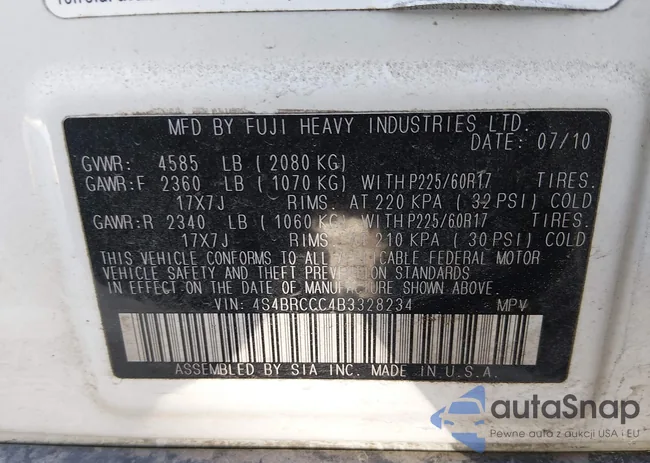 MFD BY FUJI HEAVY INDUSTRIES LTD.
DATE: 07/10
GVWR: 4585 LB (2080 KG)
GAWR:F 2360 LB (1070 KG) WITH P225/60R17 TIRES.
17X7J RIMS. AT 220 KPA (32 PSI) COLD
GAWR:R 2340 LB (1060 KG) WITH P225/60R17 TIRES.
17X7J RIMS. AT 210 KPA (30 PSI) COLD
THIS VEHICLE CONFORMS TO ALL APPLICABLE FEDERAL MOTOR
VEHICLE SAFETY AND THEFT PREVENTION STANDARDS
IN EFFECT ON THE DATE OF MANUFACTURE SHOWN ABOVE.
VIN: 4S4BRCCC4B3328234 MPV
ASSEMBLED BY SIA INC. MADE IN U.S.A.
autoSnap
Pewne auta z aukcji USA i EU